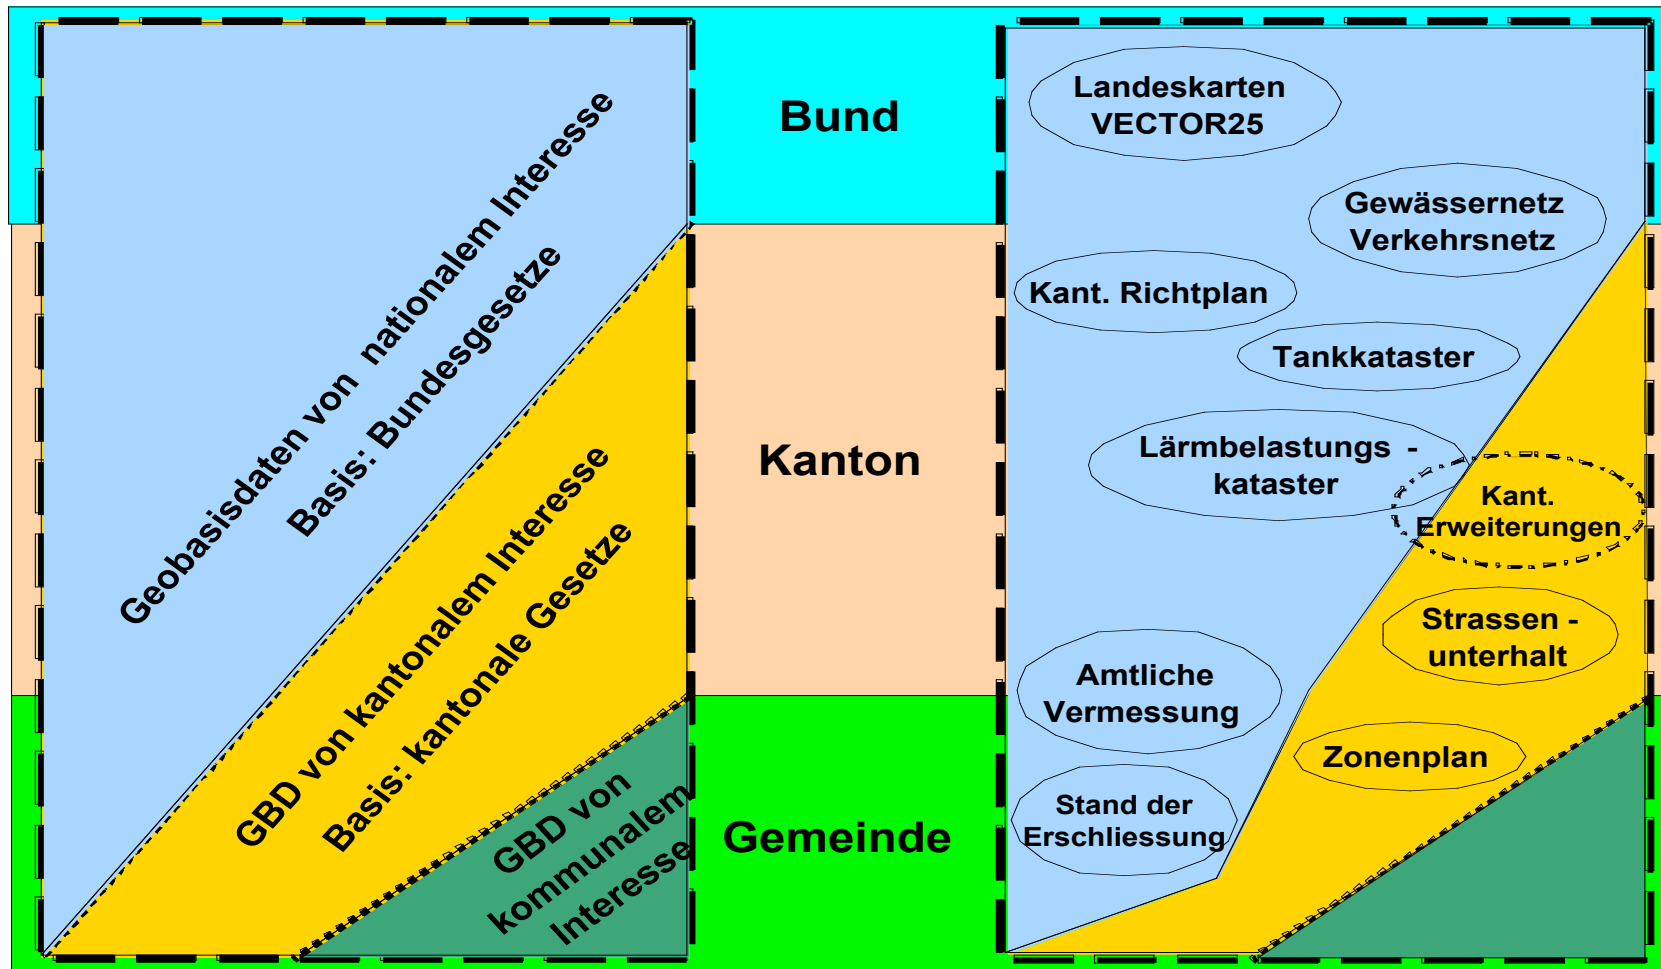 Geobasisdaten von nationalem Interesse
Basis: Bundesgesetze
GBD von kantonalem Interesse
Basis: kantonale Gesetze
GBD von
kommunalem
Interesse
Bund
Kanton
Gemeinde
Landeskarten
VECTOR25
Gewässernetz
Verkehrsnetz
Kant. Richtplan
Tankkataster
Lärmbelastungs -
kataster
Kant.
Erweiterungen
Strassen -
unterhalt
Amtliche
Vermessung
Zonenplan
Stand der
Erschliessung